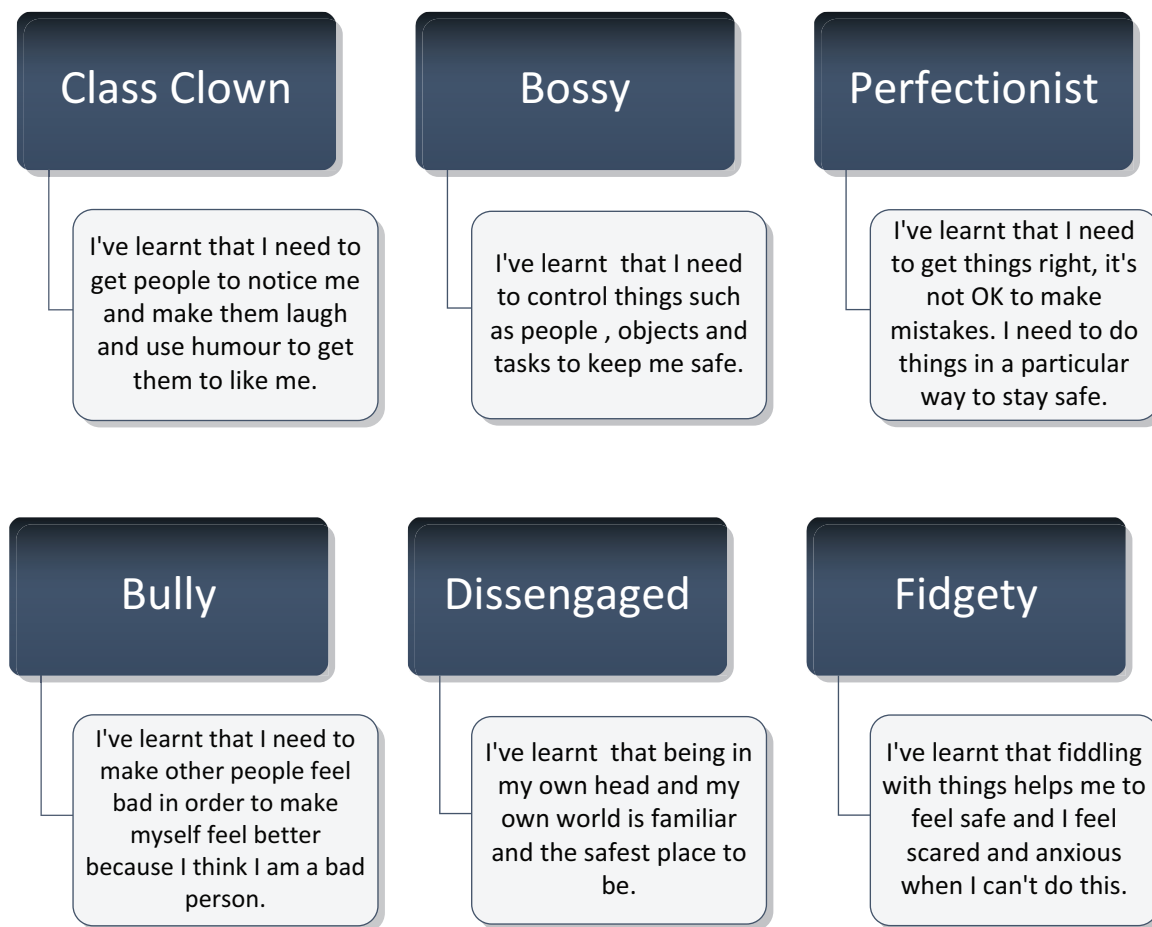 Class Clown
I've learnt that I need to
get people to notice me
and make them laugh
and use humour to get
them to like me.
Bossy
I've learnt  that I need
to control things such
as people , objects and
tasks to keep me safe.
Perfectionist
I've learnt that I need
to get things right, it's
not OK to make
mistakes. I need to do
things in a particular
way to stay safe.
Bully
I've learnt that I need to
make other people feel
bad in order to make
myself feel better
because I think I am a bad
person.
Dissengaged
I've learnt  that being in
my own head and my
own world is familiar
and the safest place to
be.
Fidgety
I've learnt that fiddling
with things helps me to
feel safe and I feel
scared and anxious
when I can't do this.